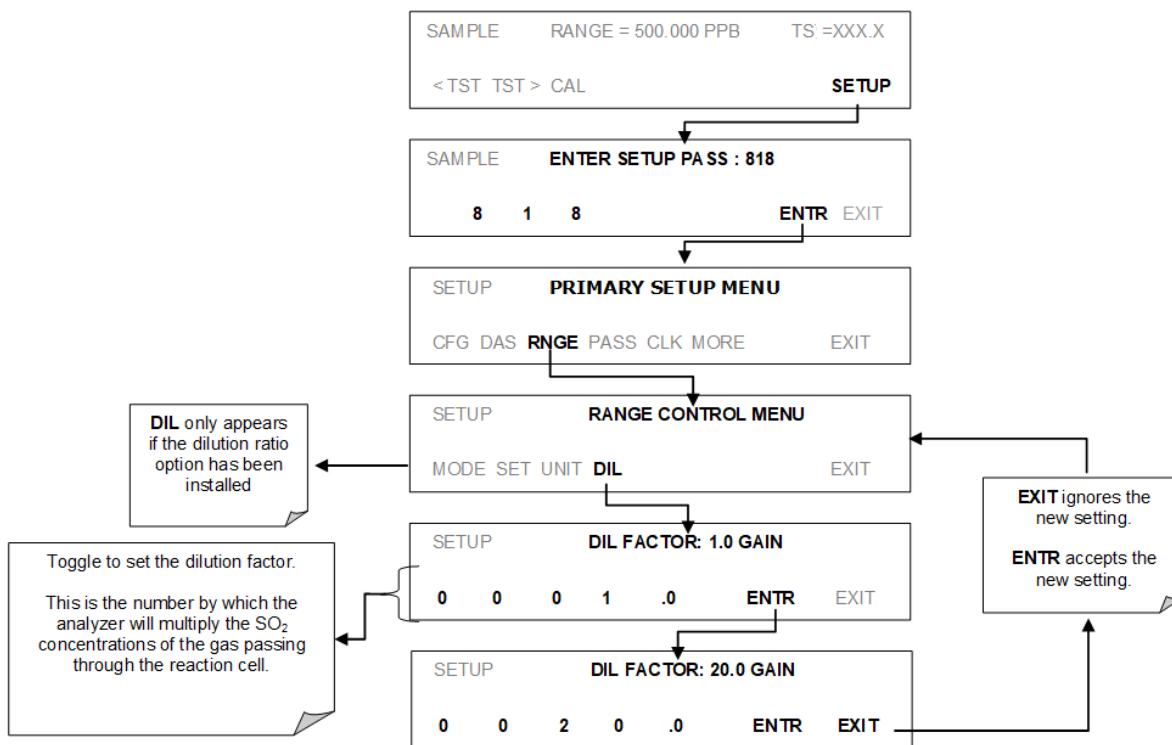 SAMPLE RANGE = 500.000 PPB TS =XXX.X
< TST TST > CAL SETUP
SAMPLE ENTER SETUP PASS : 818
8 1 8 ENTR EXIT
SETUP PRIMARY SETUP MENU
CFG DAS RNGE PASS CLK MORE EXIT
DIL only appears
if the dilution ratio
option has been
installed
SETUP RANGE CONTROL MENU
MODE SET UNIT DIL EXIT
EXIT ignores the
new setting.
ENTR accepts the
new setting.
Toggle to set the dilution factor.
This is the number by which the
analyzer will multiply the SO₂
concentrations of the gas passing
through the reaction cell.
SETUP DIL FACTOR: 1.0 GAIN
0 0 0 1 .0 ENTR EXIT
SETUP DIL FACTOR: 20.0 GAIN
0 0 2 0 .0 ENTR EXIT